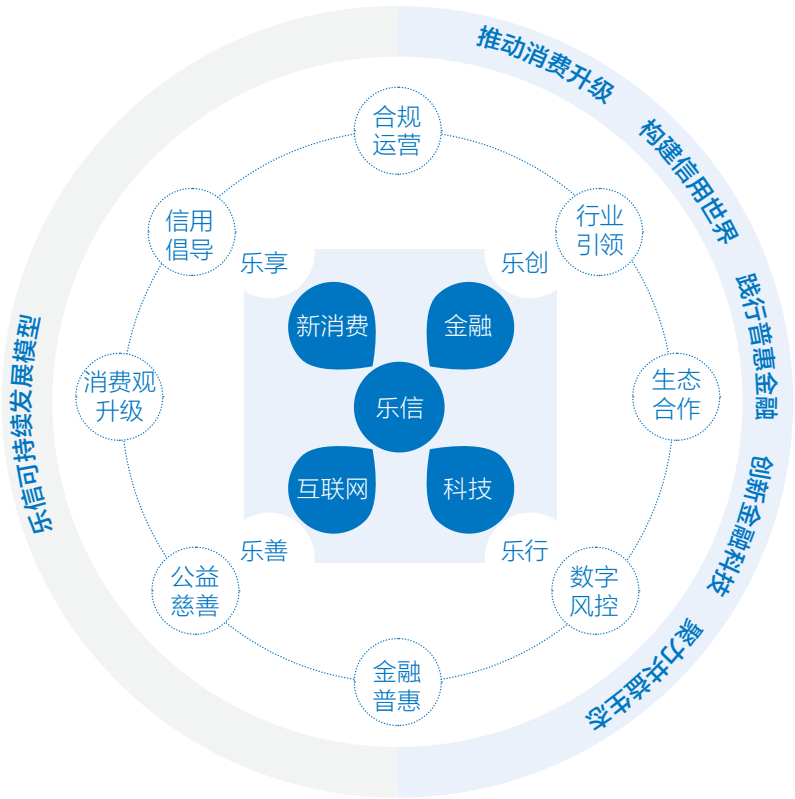 乐信可持续发展模型
推动消费升级
构建信用世界
践行普惠金融
创新金融科技
聚力共益生态
合规
运营
行业
引领
生态
合作
数字
风控
金融
普惠
公益
慈善
消费观
升级
信用
倡导
乐享
乐创
新消费
金融
乐信
互联网
科技
乐善
乐行